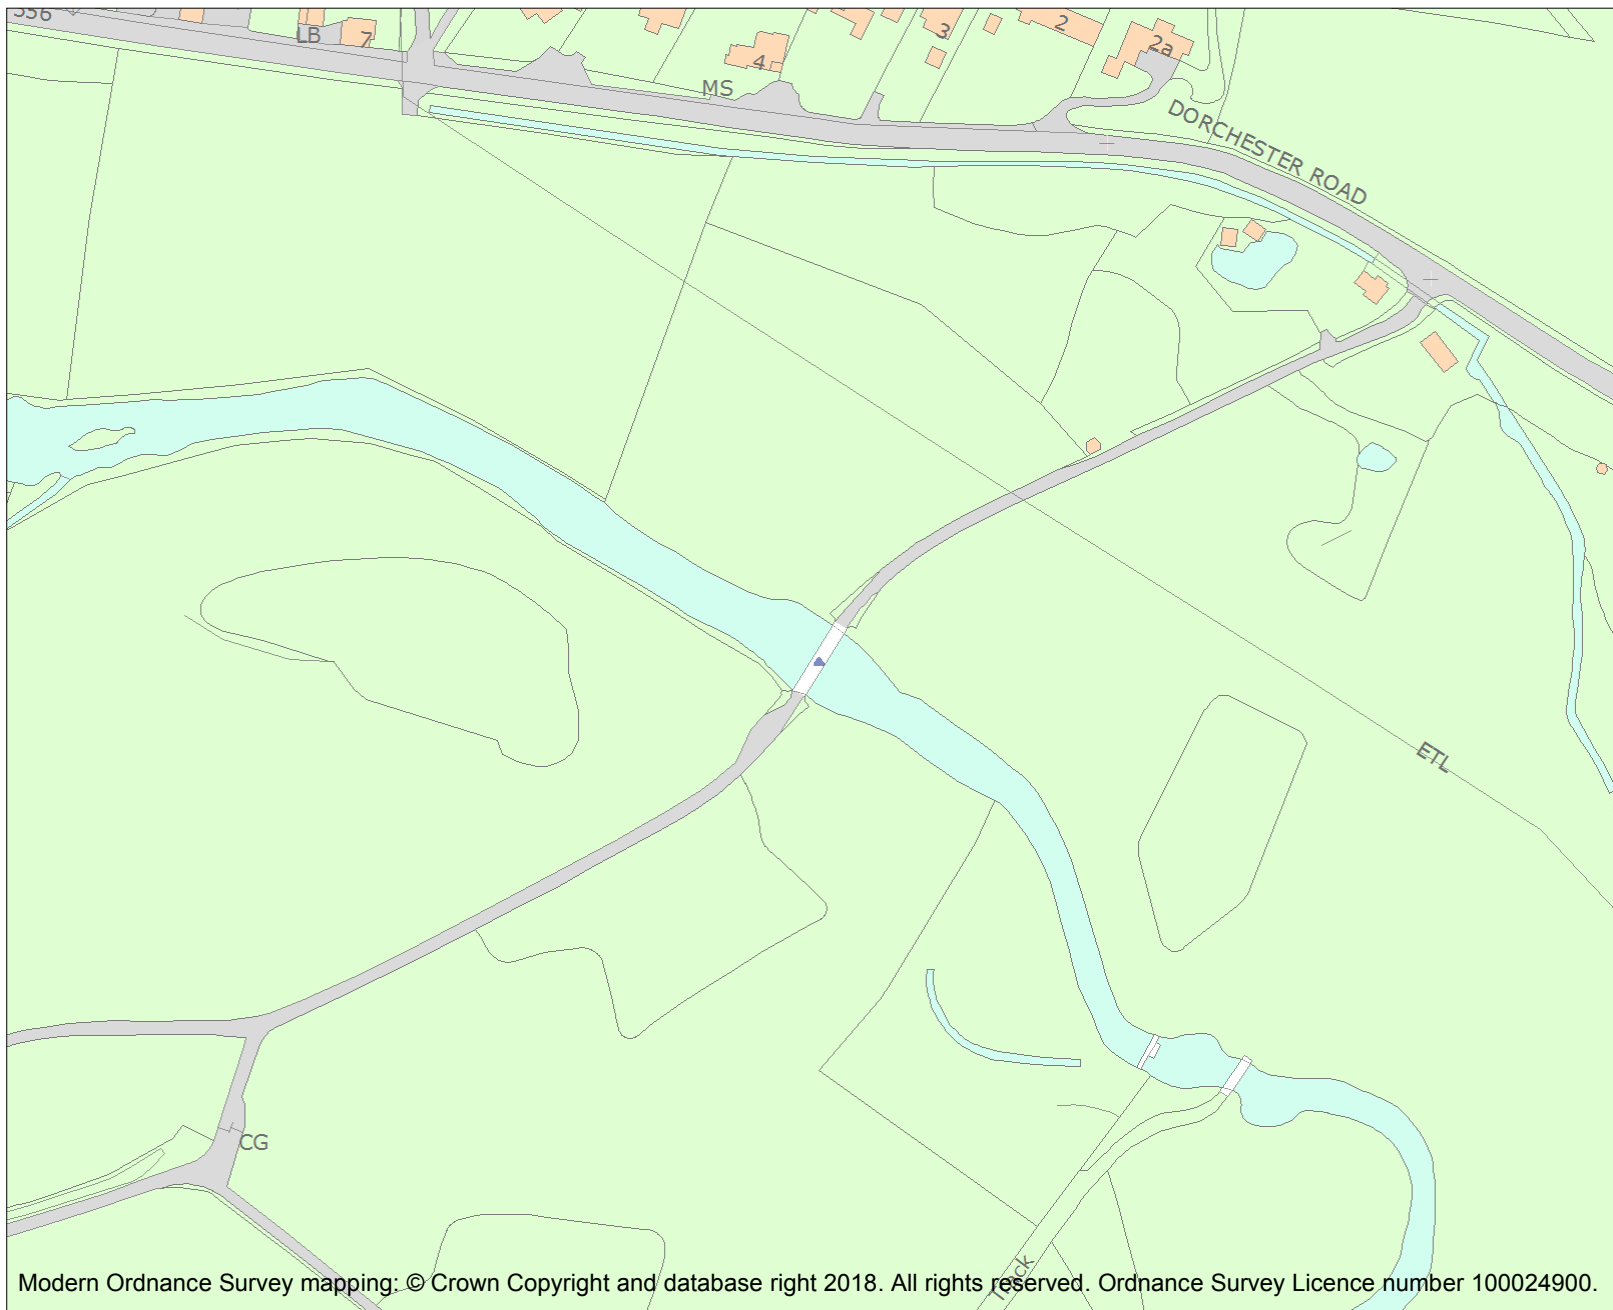 556
LB
7
4
MS
3
2
2a
DORCHESTER ROAD
ETL
CG
Track
Modern Ordnance Survey mapping: © Crown Copyright and database right 2018. All rights reserved. Ordnance Survey Licence number 100024900.